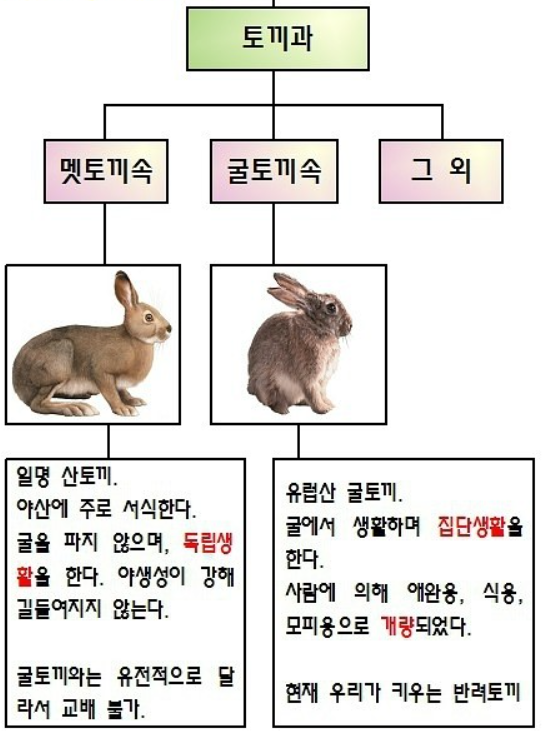 토끼과
멧토끼속
굴토끼속
그 외
일명 산토끼.
야산에 주로 서식한다.
굴을 파지 않으며, 독립생
활을 한다. 야생성이 강해
길들여지지 않는다.
굴토끼와는 유전적으로 달
라서 교배 불가.
유럽산 굴토끼.
굴에서 생활하며 집단생활을
한다.
사람에 의해 애완용, 식용,
모피용으로 개량되었다.
현재 우리가 키우는 반려토끼